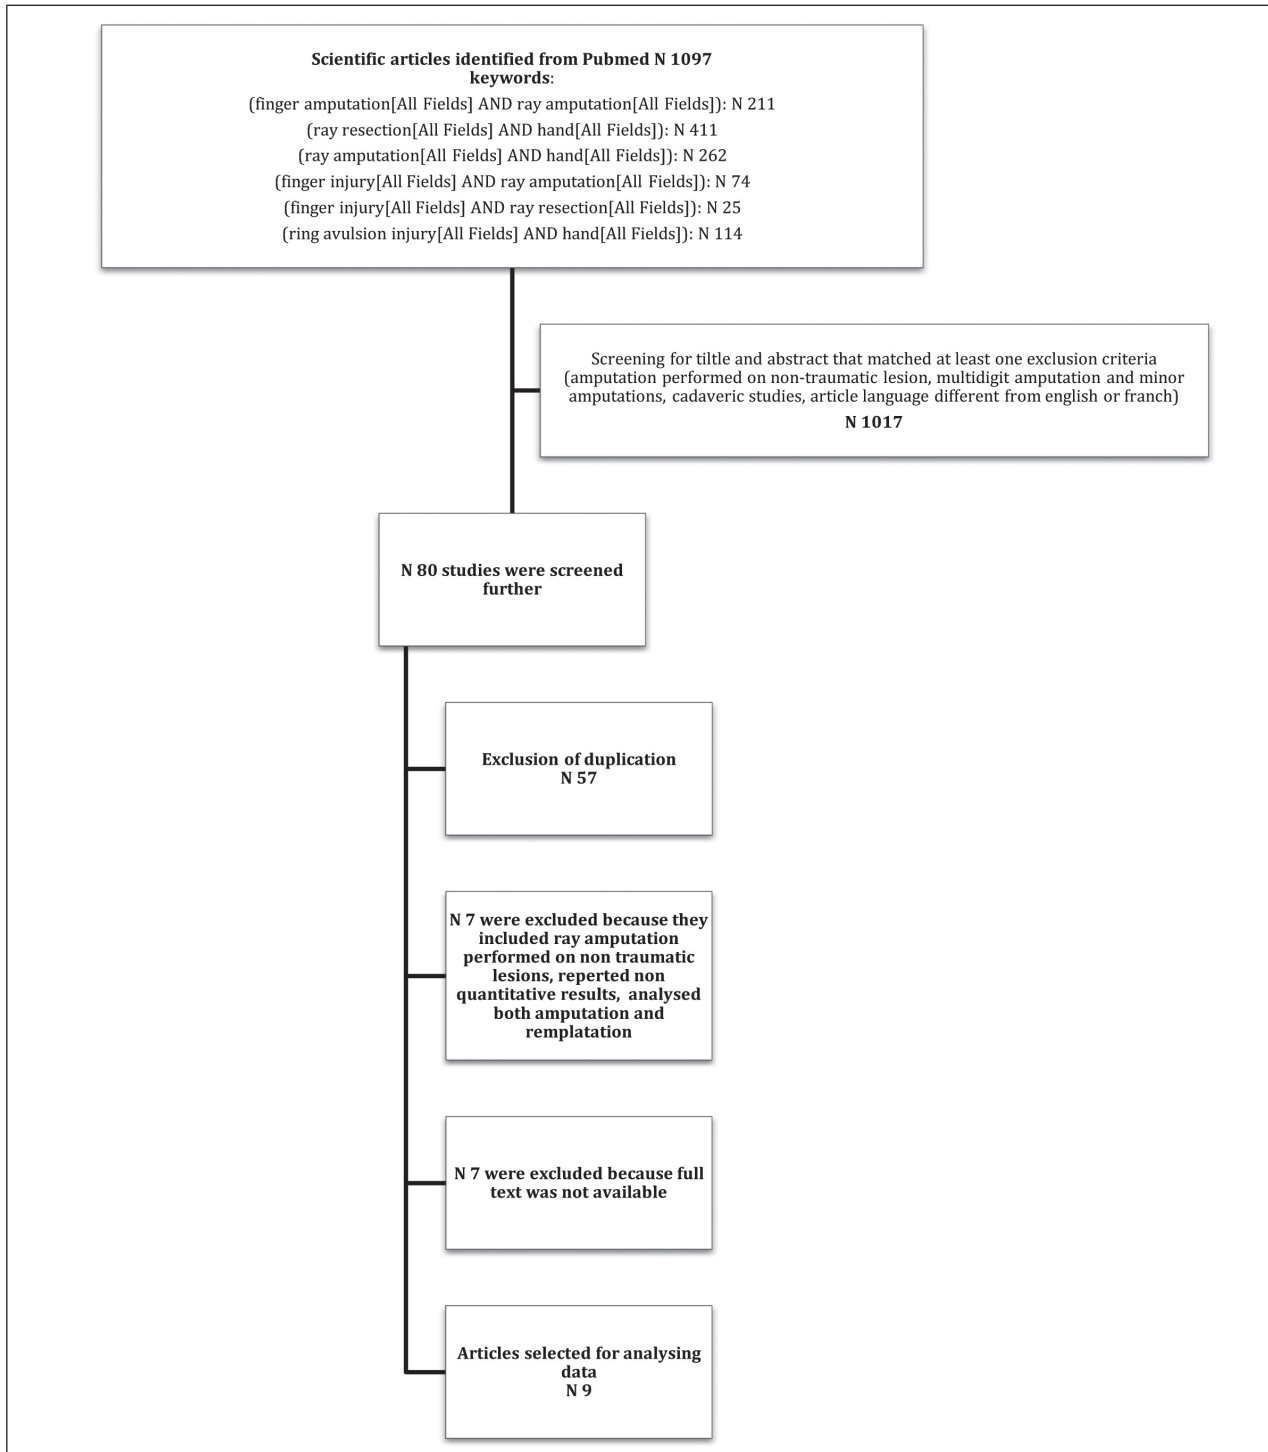 Scientific articles identified from Pubmed N 1097
keywords:
(finger amputation[All Fields] AND ray amputation[All Fields]): N 211
(ray resection[All Fields] AND hand[All Fields]): N 411
(ray amputation[All Fields] AND hand[All Fields]): N 262
(finger injury[All Fields] AND ray amputation[All Fields]): N 74
(finger injury[All Fields] AND ray resection[All Fields]): N 25
(ring avulsion injury[All Fields] AND hand[All Fields]): N 114
Screening for tiltle and abstract that matched at least one exclusion criteria
(amputation performed on non-traumatic lesion, multidigit amputation and minor
amputations, cadaveric studies, article language different from english or franch)
N 1017
N 80 studies were screened
further
Exclusion of duplication
N 57
N 7 were excluded because they
included ray amputation
performed on non traumatic
lesions, reperted non
quantitative results, analysed
both amputation and
remplatation
N 7 were excluded because full
text was not available
Articles selected for analysing
data
N 9